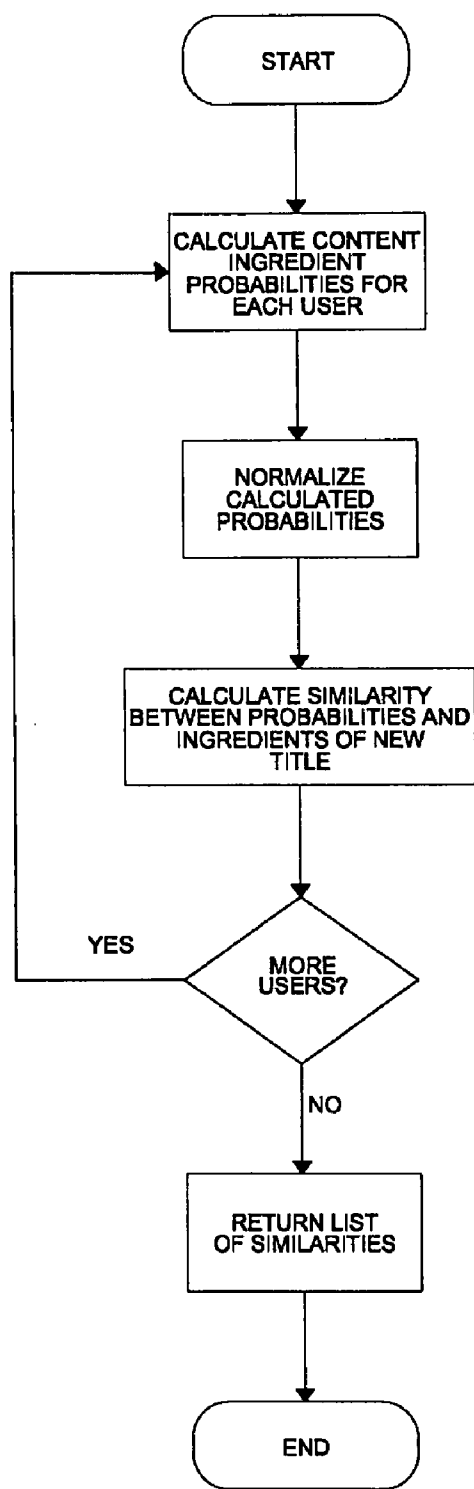 START
CALCULATE CONTENT
INGREDIENT
PROBABILITIES FOR
EACH USER
NORMALIZE
CALCULATED
PROBABILITIES
CALCULATE SIMILARITY
BETWEEN PROBABILITIES AND
INGREDIENTS OF NEW
TITLE
YES
MORE
USERS?
NO
RETURN LIST
OF SIMILARITIES
END